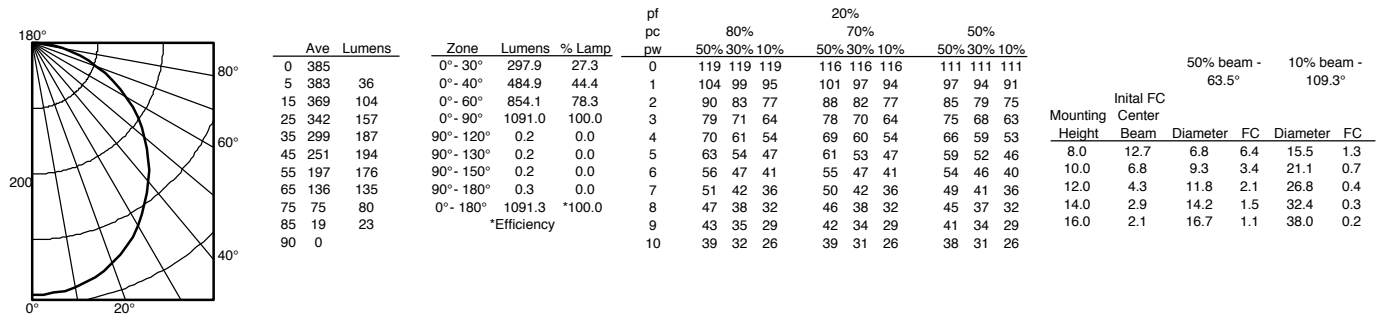 180°
80°
60°
200
40°
0° 20°
Ave Lumens
0 385
5 383 36
15 369 104
25 342 157
35 299 187
45 251 194
55 197 176
65 136 135
75 75 80
85 19 23
90 0
Zone Lumens % Lamp
0°- 30° 297.9 27.3
0°- 40° 484.9 44.4
0°- 60° 854.1 78.3
0°- 90° 1091.0 100.0
90°- 120° 0.2 0.0
90°- 130° 0.2 0.0
90°- 150° 0.2 0.0
90°- 180° 0.3 0.0
0°- 180° 1091.3 *100.0
*Efficiency
pf 20%
pc 80% 70% 50%
pw 50% 30% 10% 50% 30% 10% 50% 30% 10%
0 119 119 119 116 116 116 111 111 111
1 104 99 95 101 97 94 97 94 91
2 90 83 77 88 82 77 85 79 75
3 79 71 64 78 70 64 75 68 63
4 70 61 54 69 60 54 66 59 53
5 63 54 47 61 53 47 59 52 46
6 56 47 41 55 47 41 54 46 40
7 51 42 36 50 42 36 49 41 36
8 47 38 32 46 38 32 45 37 32
9 43 35 29 42 34 29 41 34 29
10 39 32 26 39 31 26 38 31 26
50% beam - 10% beam -
63.5° 109.3°
Inital FC
Mounting Center
Height Beam Diameter FC Diameter FC
8.0 12.7 6.8 6.4 15.5 1.3
10.0 6.8 9.3 3.4 21.1 0.7
12.0 4.3 11.8 2.1 26.8 0.4
14.0 2.9 14.2 1.5 32.4 0.3
16.0 2.1 16.7 1.1 38.0 0.2